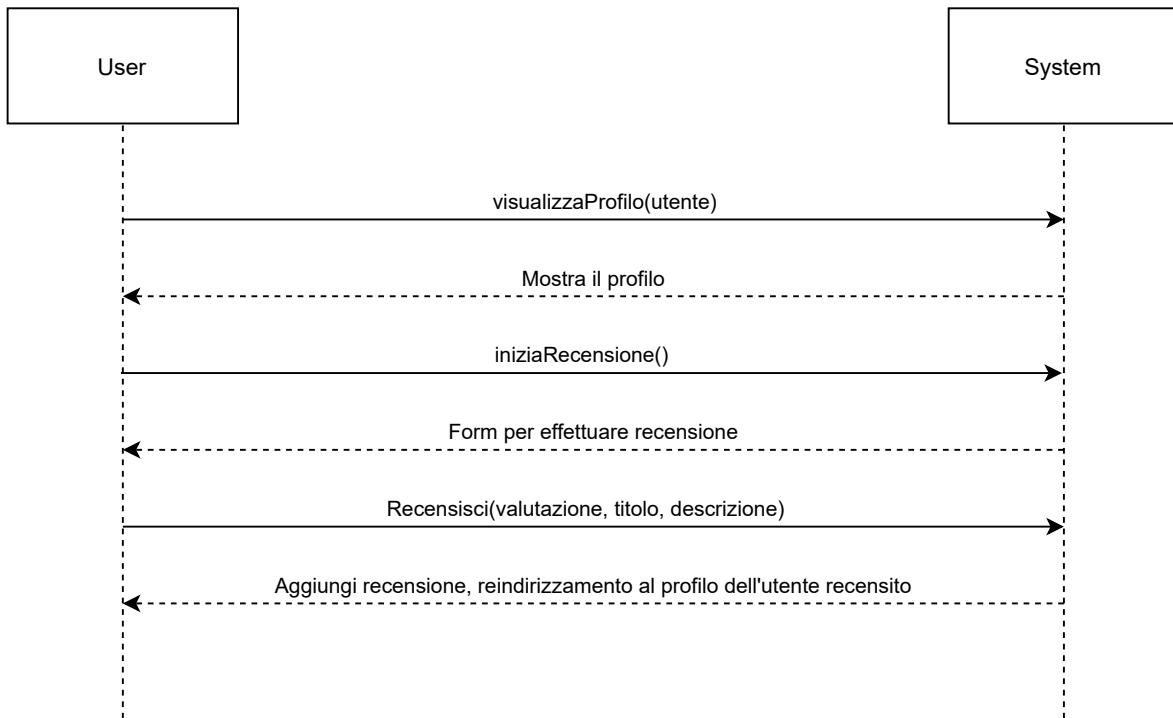 User
System
visualizzaProfilo(utente)
Mostra il profilo
iniziaRecensione()
Form per effettuare recensione
Recensisci(valutazione, titolo, descrizione)
Aggiungi recensione, reindirizzamento al profilo dell'utente recensito